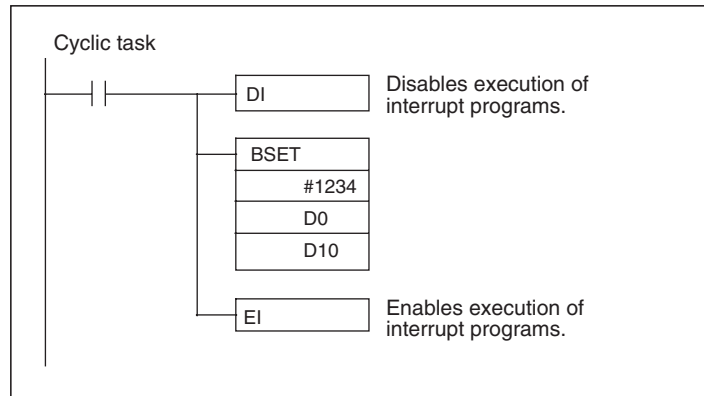 Cyclic task
DI
Disables execution of
interrupt programs.
BSET
#1234
D0
D10
EI
Enables execution of
interrupt programs.